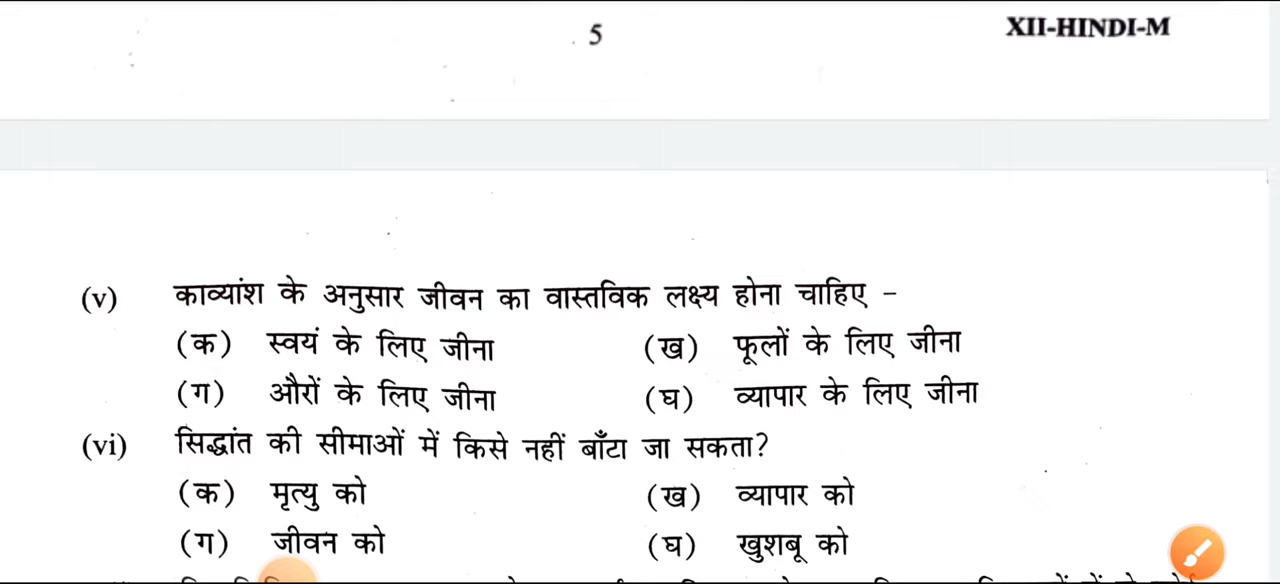 5
XII-HINDI-M
(v) काव्यांश के अनुसार जीवन का वास्तविक लक्ष्य होना चाहिए –
(क) स्वयं के लिए जीना (ख) फूलों के लिए जीना
(ग) औरों के लिए जीना (घ) व्यापार के लिए जीना
(vi) सिद्धांत की सीमाओं में किसे नहीं बाँटा जा सकता?
(क) मृत्यु को (ख) व्यापार को
(ग) जीवन को (घ) खुशबू को